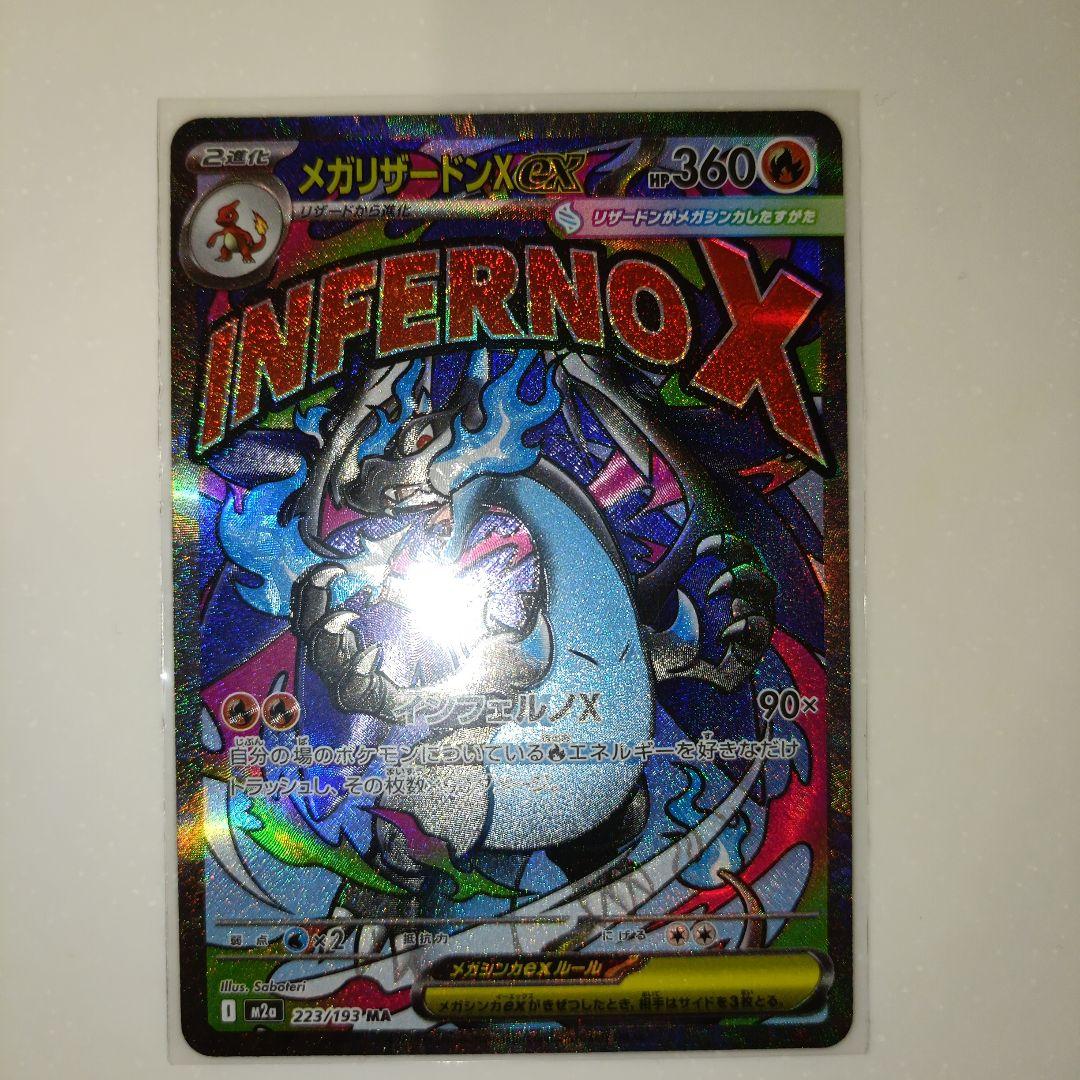 2進化
メガリザードンXex
HP360
リザードから進化
リザードンがメガシンカしたすがた
INFERNO X
インフェルノX 90×
自分の場のポケモンについているエネルギーを好きなだけ
トラッシュし、その枚数×
弱点 ×2 抵抗力 にげる
メガシンカexルール
メガシンカexがきぜつしたとき、相手はサイドを3枚とる。
Illus. Saboteri
I M2a 223/193 MA